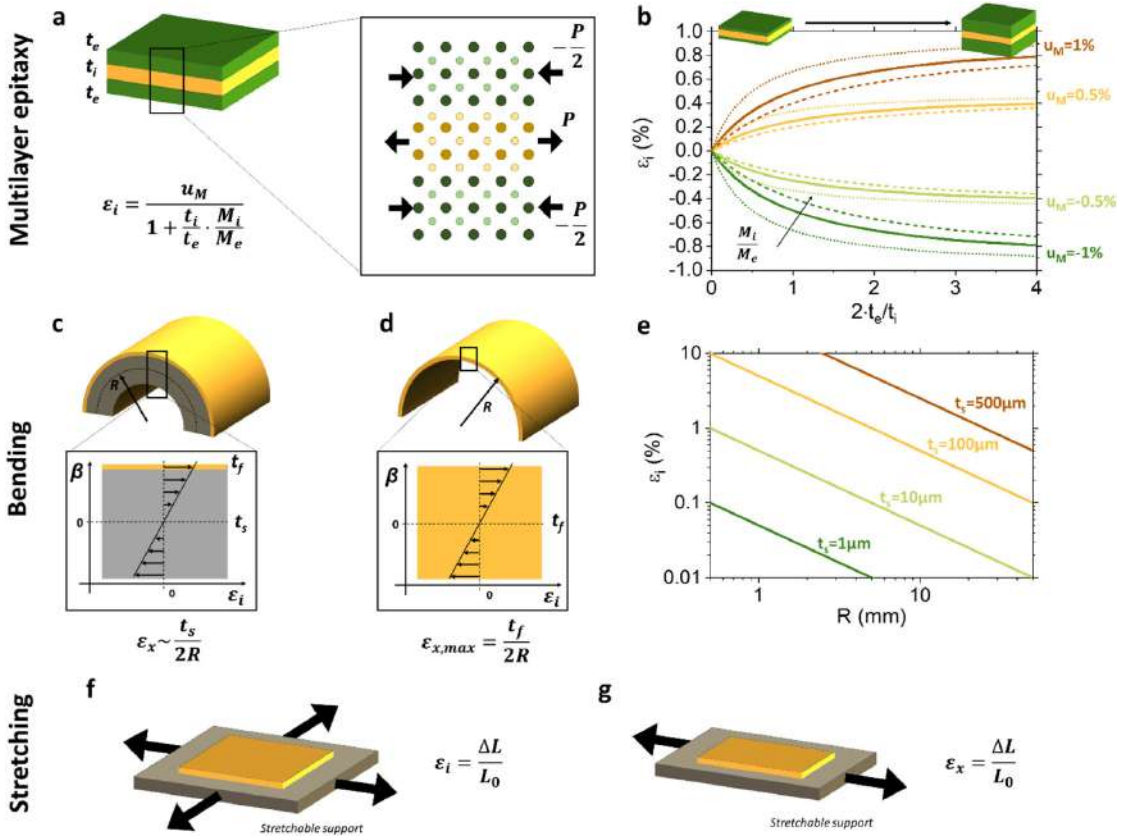 Multilayer epitaxy
a
t_e
t_i
t_e
ε_i = u_M / (1 + t_i/t_e · M_i/M_e)
-P/2
P
-P/2
b
ε_i (%)
1.0
0.8
0.6
0.4
0.2
0.0
-0.2
-0.4
-0.6
-0.8
-1.0
u_M=1%
u_M=0.5%
u_M=-0.5%
u_M=-1%
M_i/M_e
0 1 2 3 4
2·t_e/t_i
Bending
c
R
β
t_f
0
t_s
0
ε_i
ε_x~t_s/2R
d
R
β
0
t_f
0
ε_i
ε_x,max = t_f/2R
e
ε_i (%)
10
1
0.1
0.01
t_s=500μm
t_s=100μm
t_s=10μm
t_s=1μm
1 10
R (mm)
Stretching
f
ε_i = ΔL/L_0
Stretchable support
g
ε_x = ΔL/L_0
Stretchable support